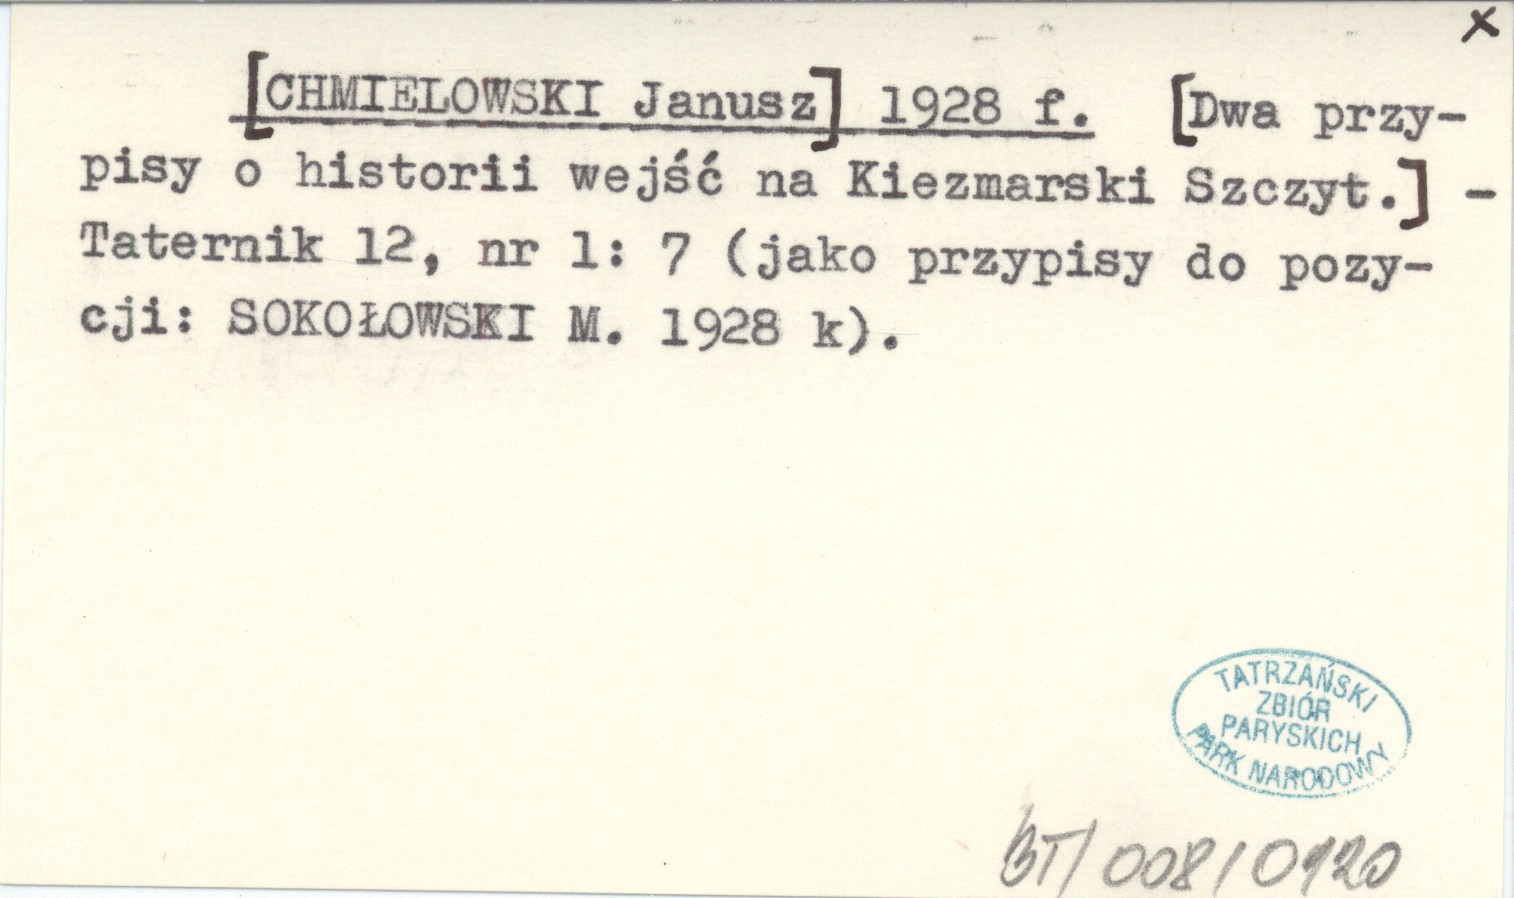 x
[CHMIELOWSKI Janusz] 1928 f. [Dwa przy-
pisy o historii wejść na Kiezmarski Szczyt.] -
Taternik 12, nr 1: 7 (jako przypisy do pozy-
cji: SOKOŁOWSKI M. 1928 k).
TATRZAŃSKI
ZBIÓR
PARYSKICH
PARK NARODOWY
BT/008/0120